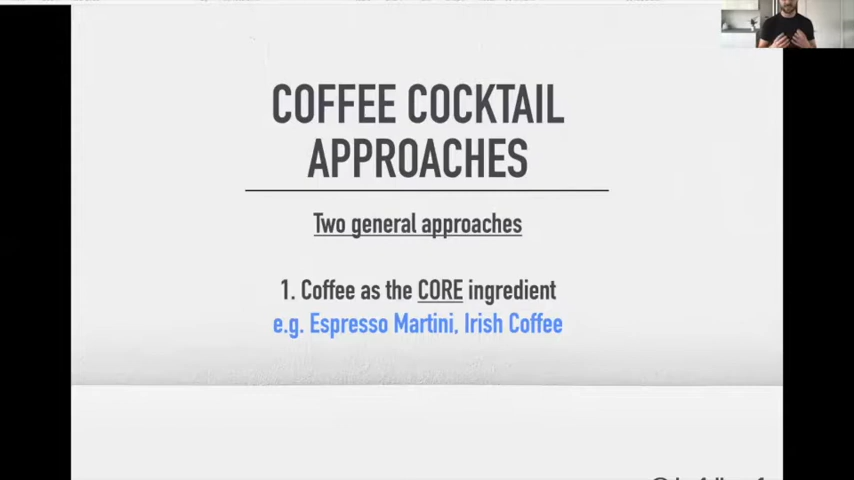 COFFEE COCKTAIL
APPROACHES
Two general approaches
1. Coffee as the CORE ingredient
e.g. Espresso Martini, Irish Coffee